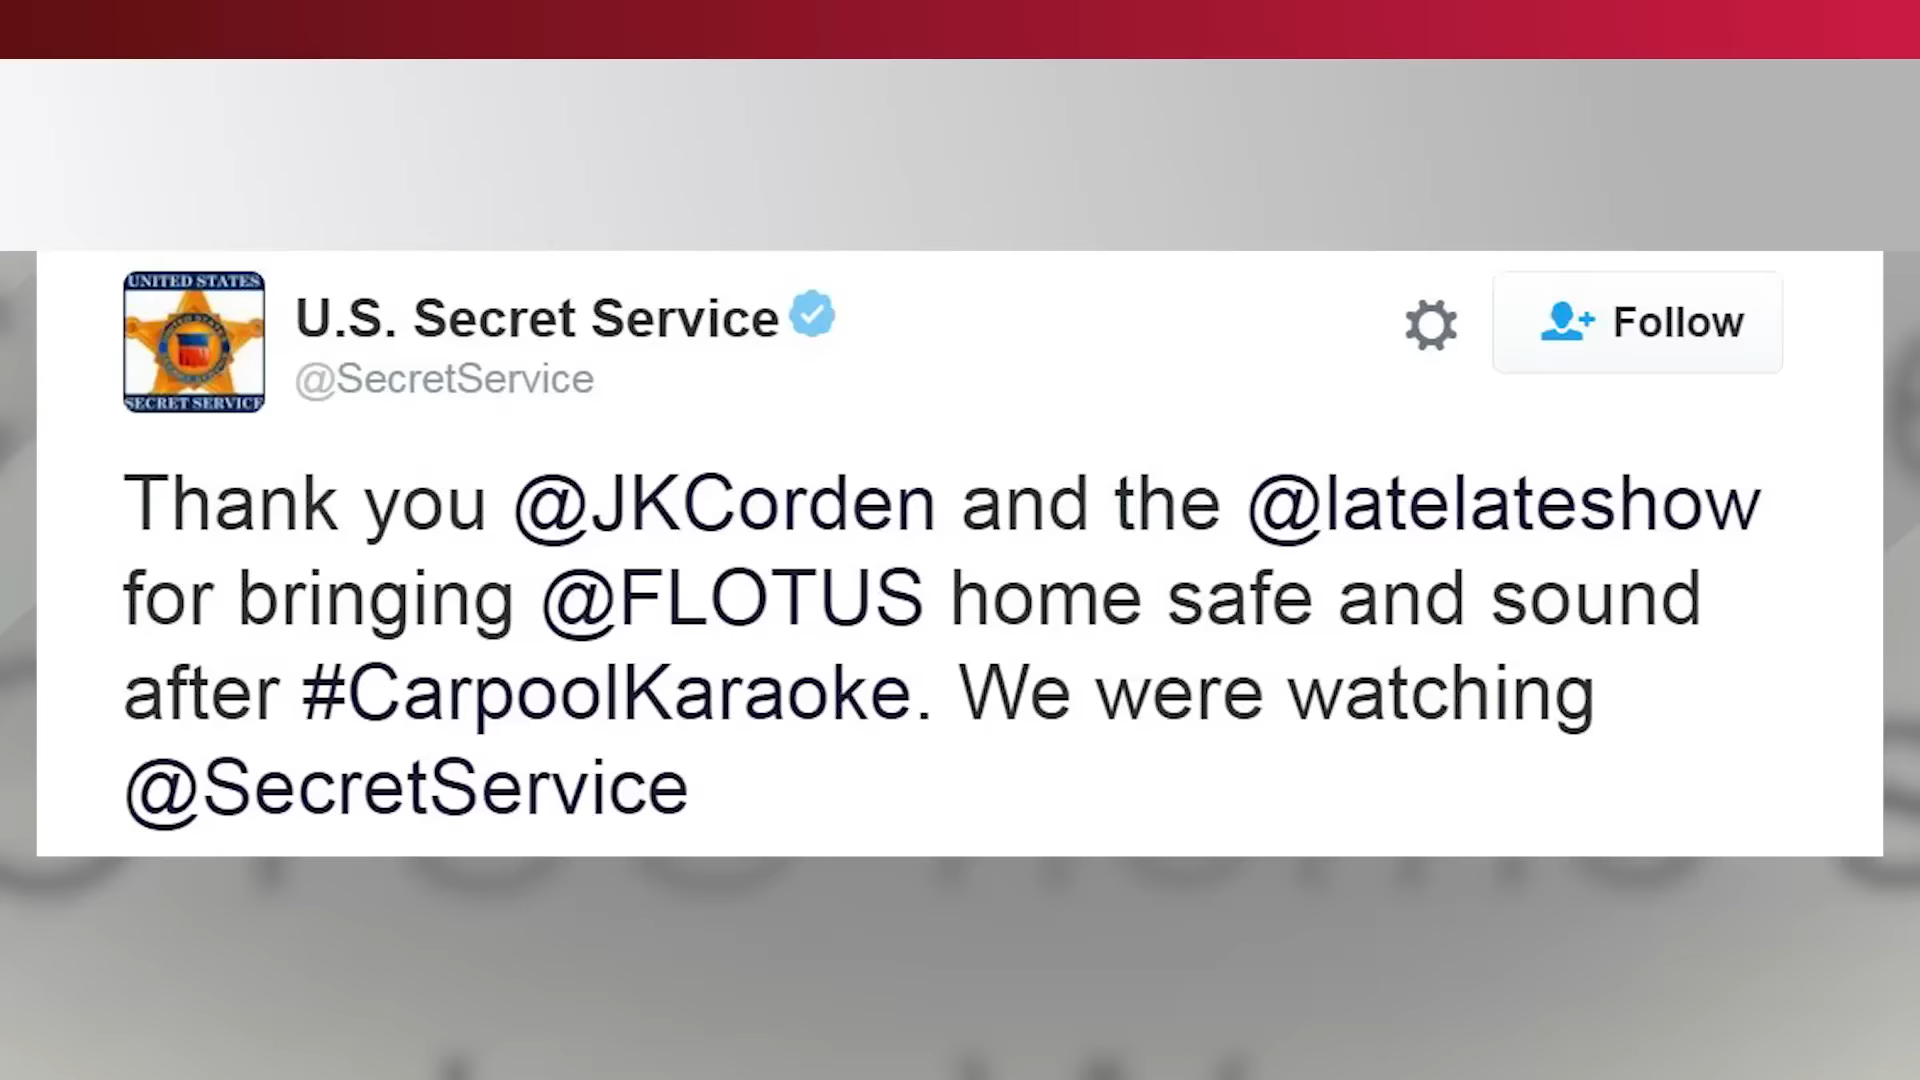 UNITED STATES
SECRET SERVICE
U.S. Secret Service
@SecretService
Follow
Thank you @JKCorden and the @latelateshow
for bringing @FLOTUS home safe and sound
after #CarpoolKaraoke. We were watching
@SecretService